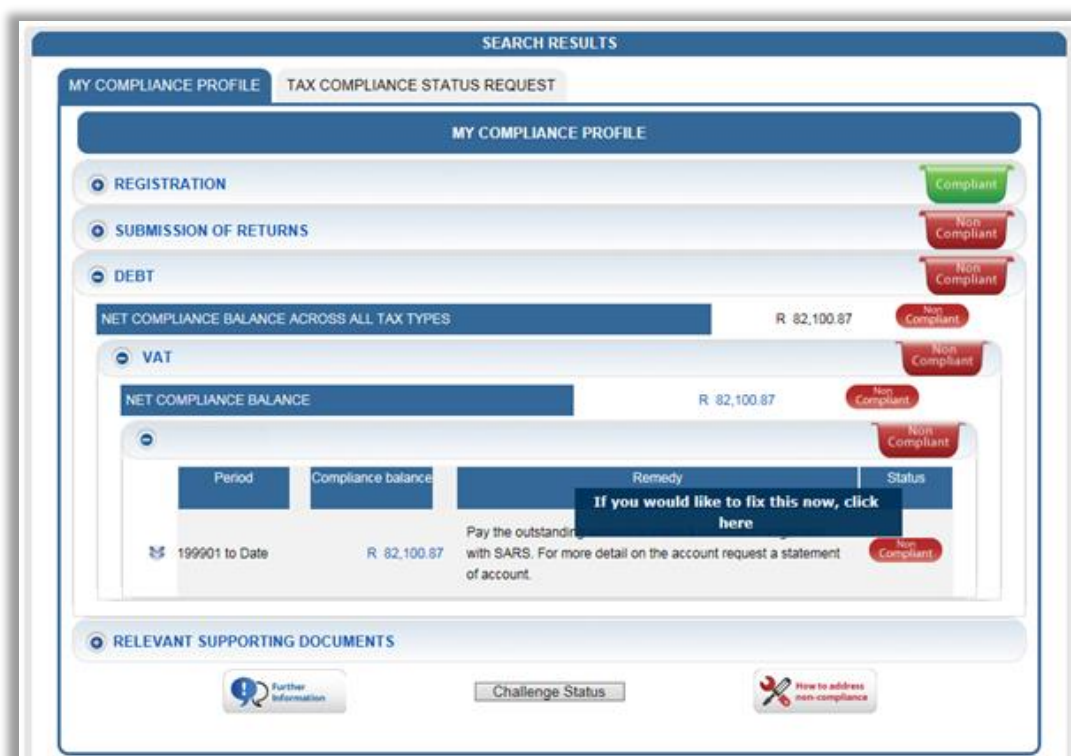 SEARCH RESULTS
MY COMPLIANCE PROFILE TAX COMPLIANCE STATUS REQUEST
MY COMPLIANCE PROFILE
REGISTRATION Compliant
SUBMISSION OF RETURNS Non Compliant
DEBT Non Compliant
NET COMPLIANCE BALANCE ACROSS ALL TAX TYPES R 82,100.87 Non Compliant
VAT Non Compliant
NET COMPLIANCE BALANCE R 82,100.87 Non Compliant
Non Compliant
Period Compliance balance Remedy Status
If you would like to fix this now, click
here
Pay the outstanding
199901 to Date R 82,100.87 with SARS. For more detail on the account request a statement Non Compliant
of account.
RELEVANT SUPPORTING DOCUMENTS
Further Information Challenge Status How to address non-compliance